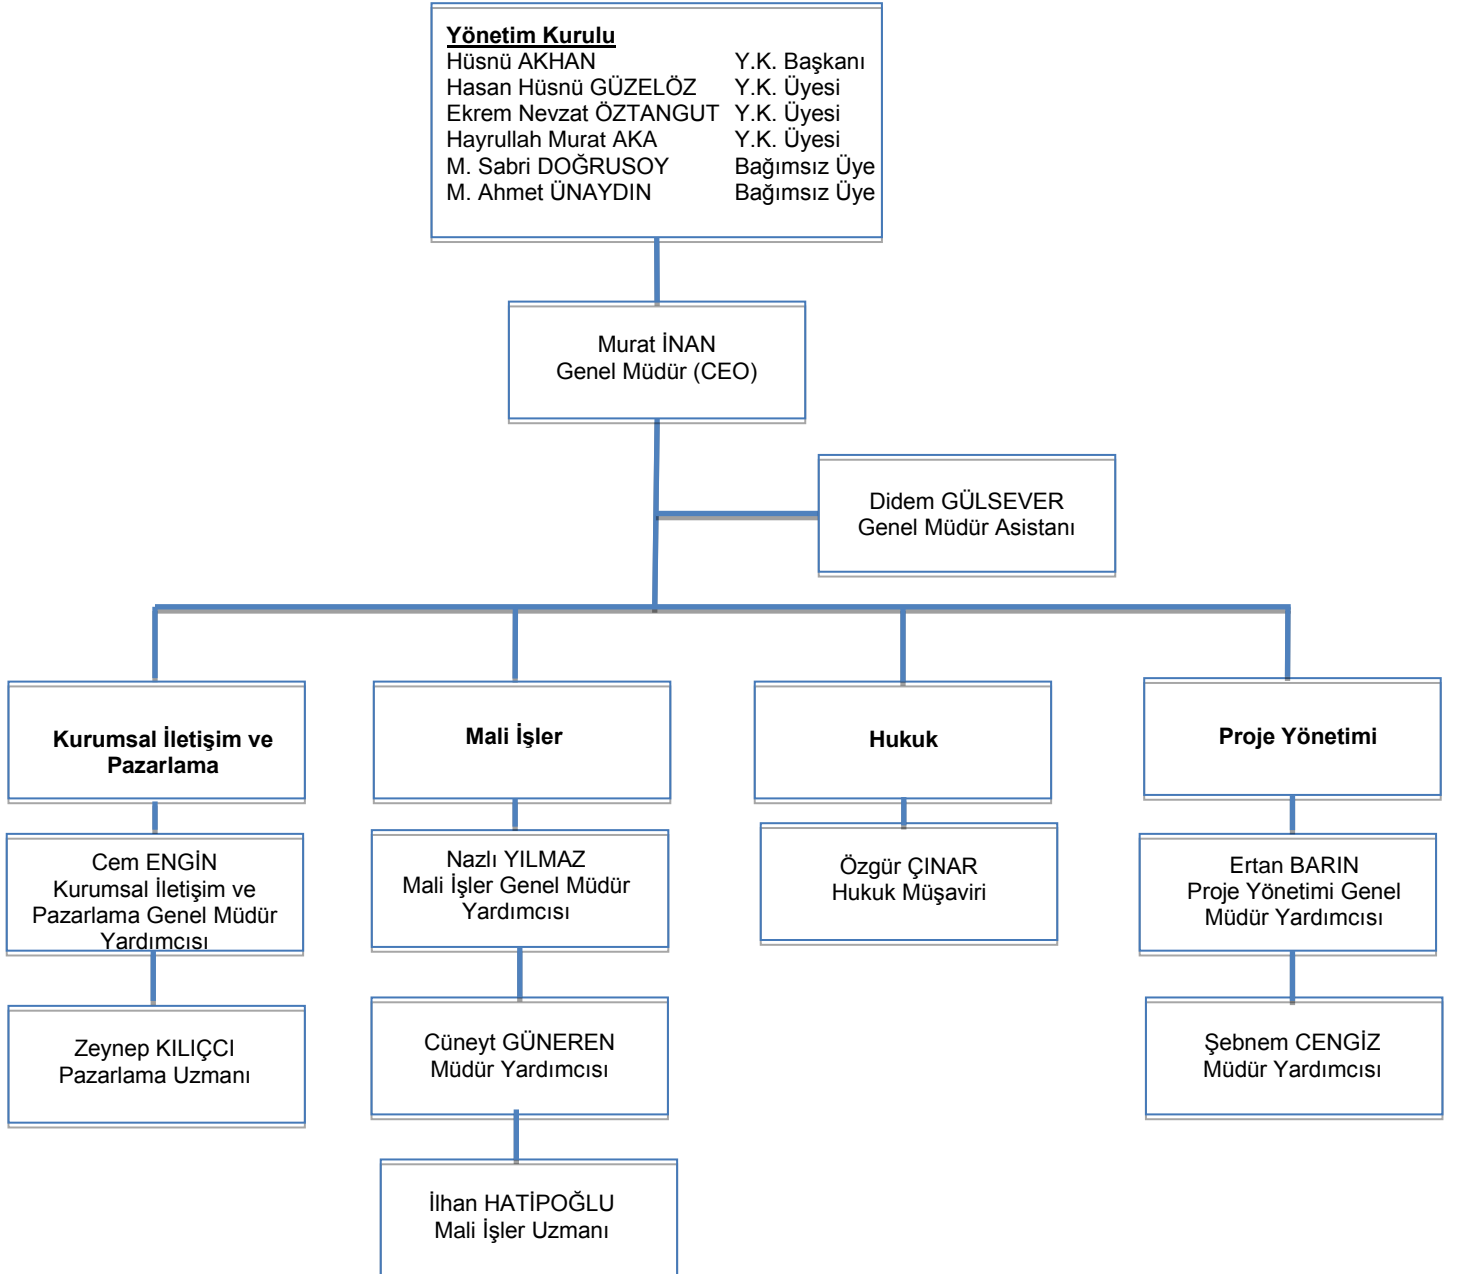 Yönetim Kurulu
Hüsnü AKHAN Y.K. Başkanı
Hasan Hüsnü GÜZELÖZ Y.K. Üyesi
Ekrem Nevzat ÖZTANGUT Y.K. Üyesi
Hayrullah Murat AKA Y.K. Üyesi
M. Sabri DOĞRUSOY Bağımsız Üye
M. Ahmet ÜNAYDIN Bağımsız Üye
Murat İNAN
Genel Müdür (CEO)
Didem GÜLSEVER
Genel Müdür Asistanı
Kurumsal İletişim ve
Pazarlama
Mali İşler
Hukuk
Proje Yönetimi
Cem ENGİN
Kurumsal İletişim ve
Pazarlama Genel Müdür
Yardımcısı
Nazlı YILMAZ
Mali İşler Genel Müdür
Yardımcısı
Özgür ÇINAR
Hukuk Müşaviri
Ertan BARIN
Proje Yönetimi Genel
Müdür Yardımcısı
Zeynep KILIÇCI
Pazarlama Uzmanı
Cüneyt GÜNEREN
Müdür Yardımcısı
Şebnem CENGİZ
Müdür Yardımcısı
İlhan HATİPOĞLU
Mali İşler Uzmanı